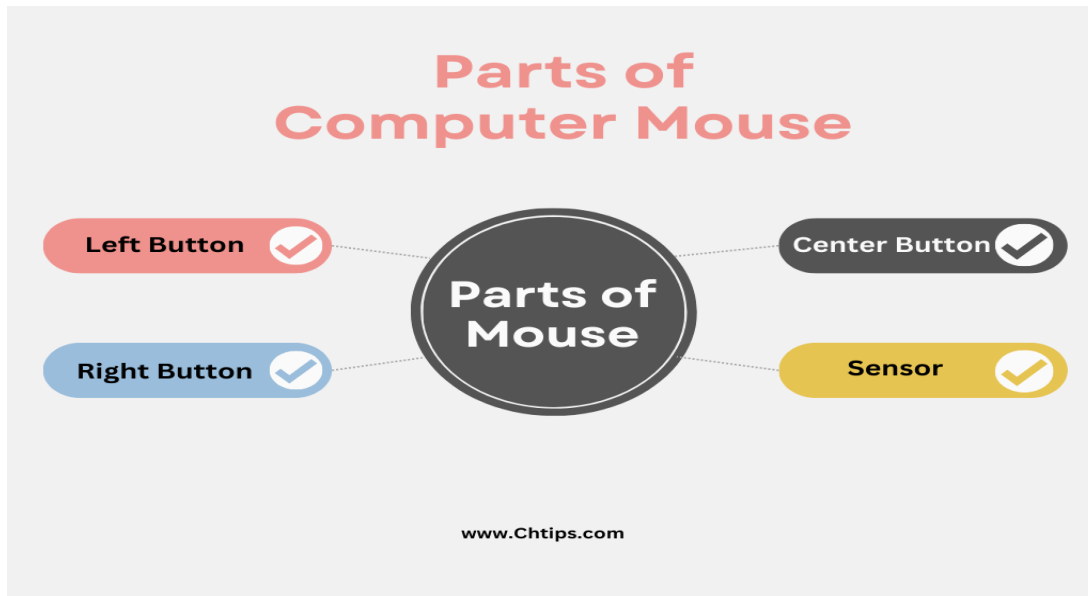 Parts of
Computer Mouse
Left Button
Center Button
Parts of
Mouse
Right Button
Sensor
www.Chtips.com